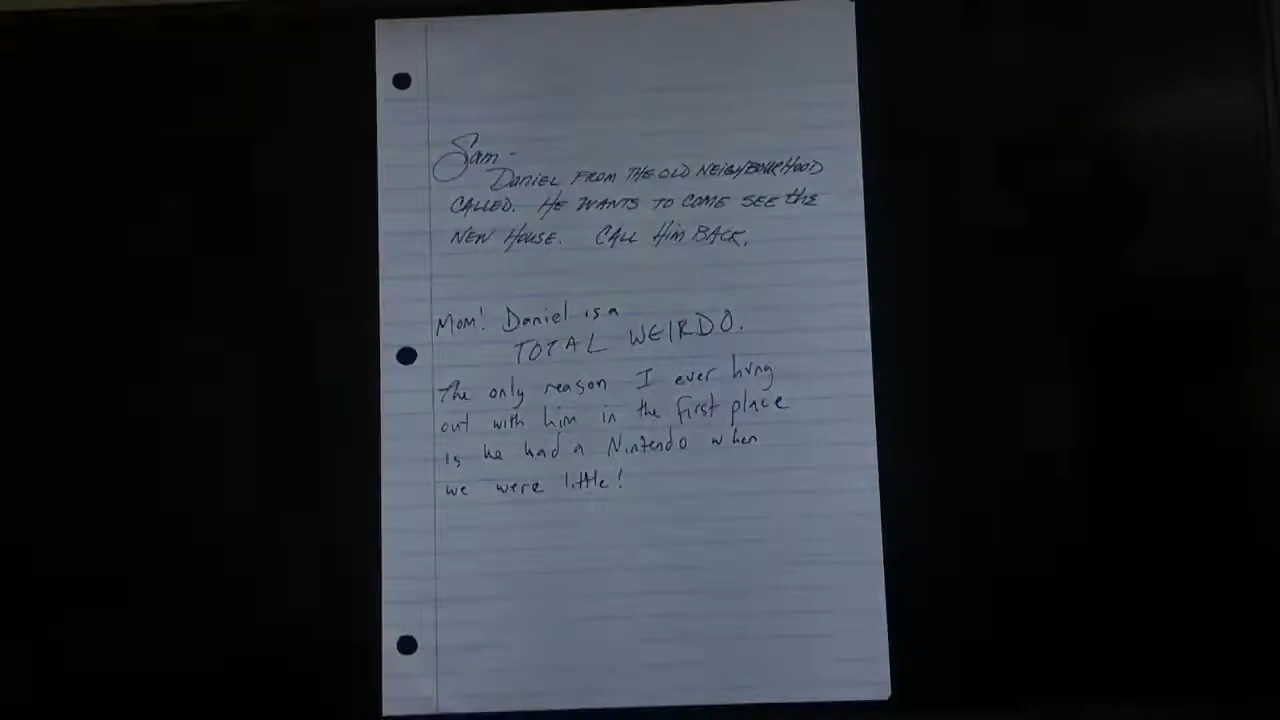 Sam -
DANIEL FROM THE OLD NEIGHBOURHOOD
CALLED. HE WANTS TO COME SEE the
NEW HOUSE. CALL HIM BACK.
Mom! Daniel is a
TOTAL WEIRDO.
The only reason I ever hung
out with him in the first place
is he had a Nintendo when
we were little!